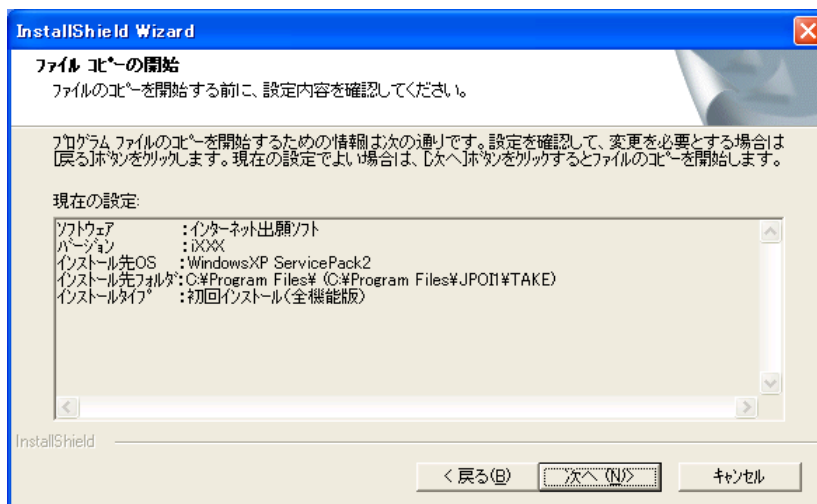 InstallShield Wizard
ファイル コピーの開始
ファイルのコピーを開始する前に、設定内容を確認してください。
プログラム ファイルのコピーを開始するための情報は次の通りです。設定を確認して、変更を必要とする場合は
[戻る]ボタンをクリックします。現在の設定でよい場合は、[次へ]ボタンをクリックするとファイルのコピーを開始します。
現在の設定:
ソフトウェア :インターネット出願ソフト
バージョン :iXXX
インストール先OS :WindowsXP ServicePack2
インストール先フォルダ:C:¥Program Files¥ (C:¥Program Files¥JPOI1¥TAKE)
インストールタイプ :初回インストール(全機能版)
InstallShield
< 戻る(B)
次へ (N)>
キャンセル